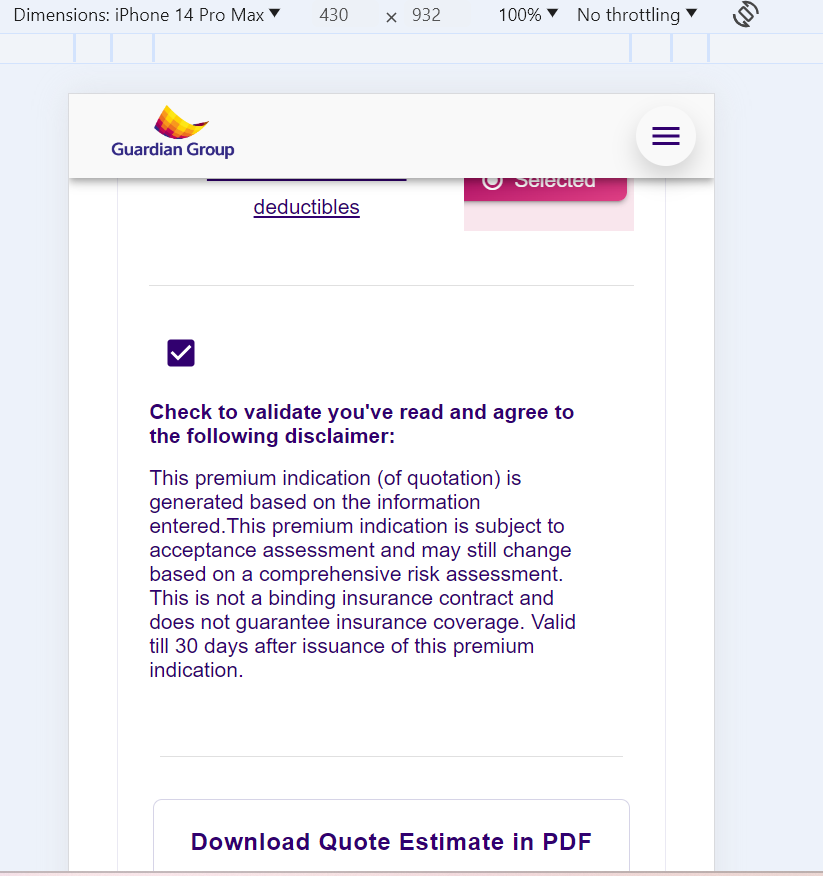 Dimensions: iPhone 14 Pro Max ▼ 430 × 932 100% ▼ No throttling ▼
Guardian Group
Selected
deductibles
Check to validate you've read and agree to
the following disclaimer:
This premium indication (of quotation) is
generated based on the information
entered.This premium indication is subject to
acceptance assessment and may still change
based on a comprehensive risk assessment.
This is not a binding insurance contract and
does not guarantee insurance coverage. Valid
till 30 days after issuance of this premium
indication.
Download Quote Estimate in PDF